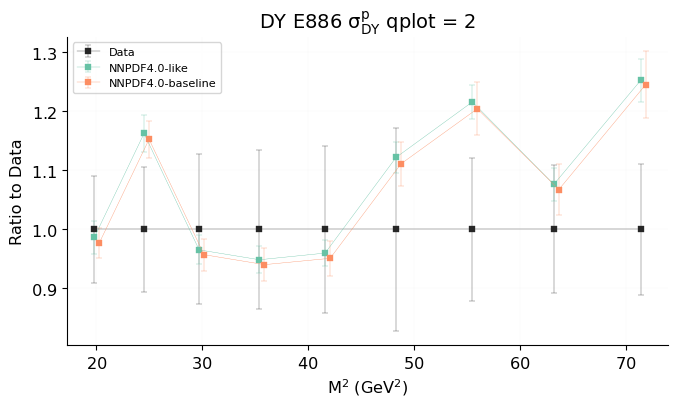 DY E886 σ^p_DY qplot = 2
Data
NNPDF4.0-like
NNPDF4.0-baseline
Ratio to Data
1.3
1.2
1.1
1.0
0.9
20 30 40 50 60 70
M² (GeV²)